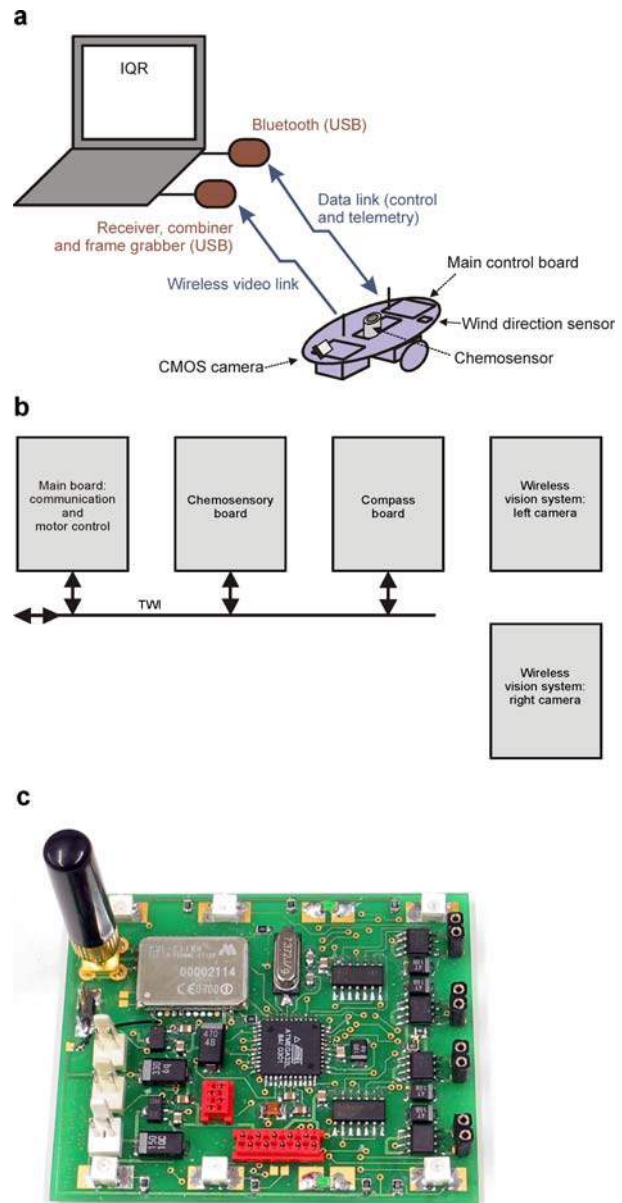 a
IQR
Bluetooth (USB)
Data link (control
and telemetry)
Receiver, combiner
and frame grabber (USB)
Wireless video link
Main control board
Wind direction sensor
Chemosensor
CMOS camera
b
Main board:
communication
and
motor control
Chemosensory
board
Compass
board
Wireless
vision system:
left camera
TWI
Wireless
vision system:
right camera
c
00002114
ATMEGA32L